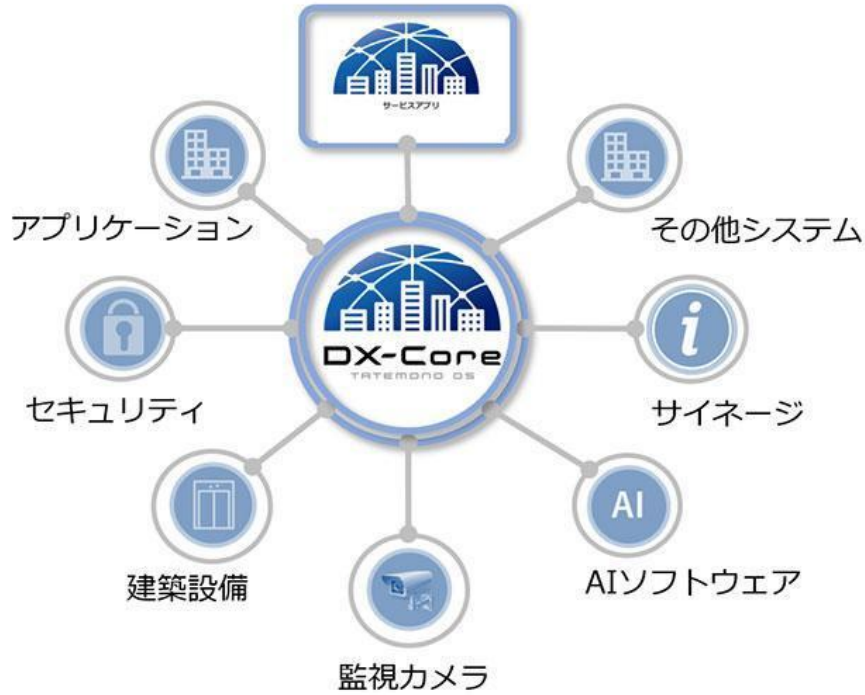 サービスアプリ
アプリケーション
その他システム
DX-Core
TATEMONO OS
セキュリティ
i
サイネージ
建築設備
AI
AIソフトウェア
監視カメラ